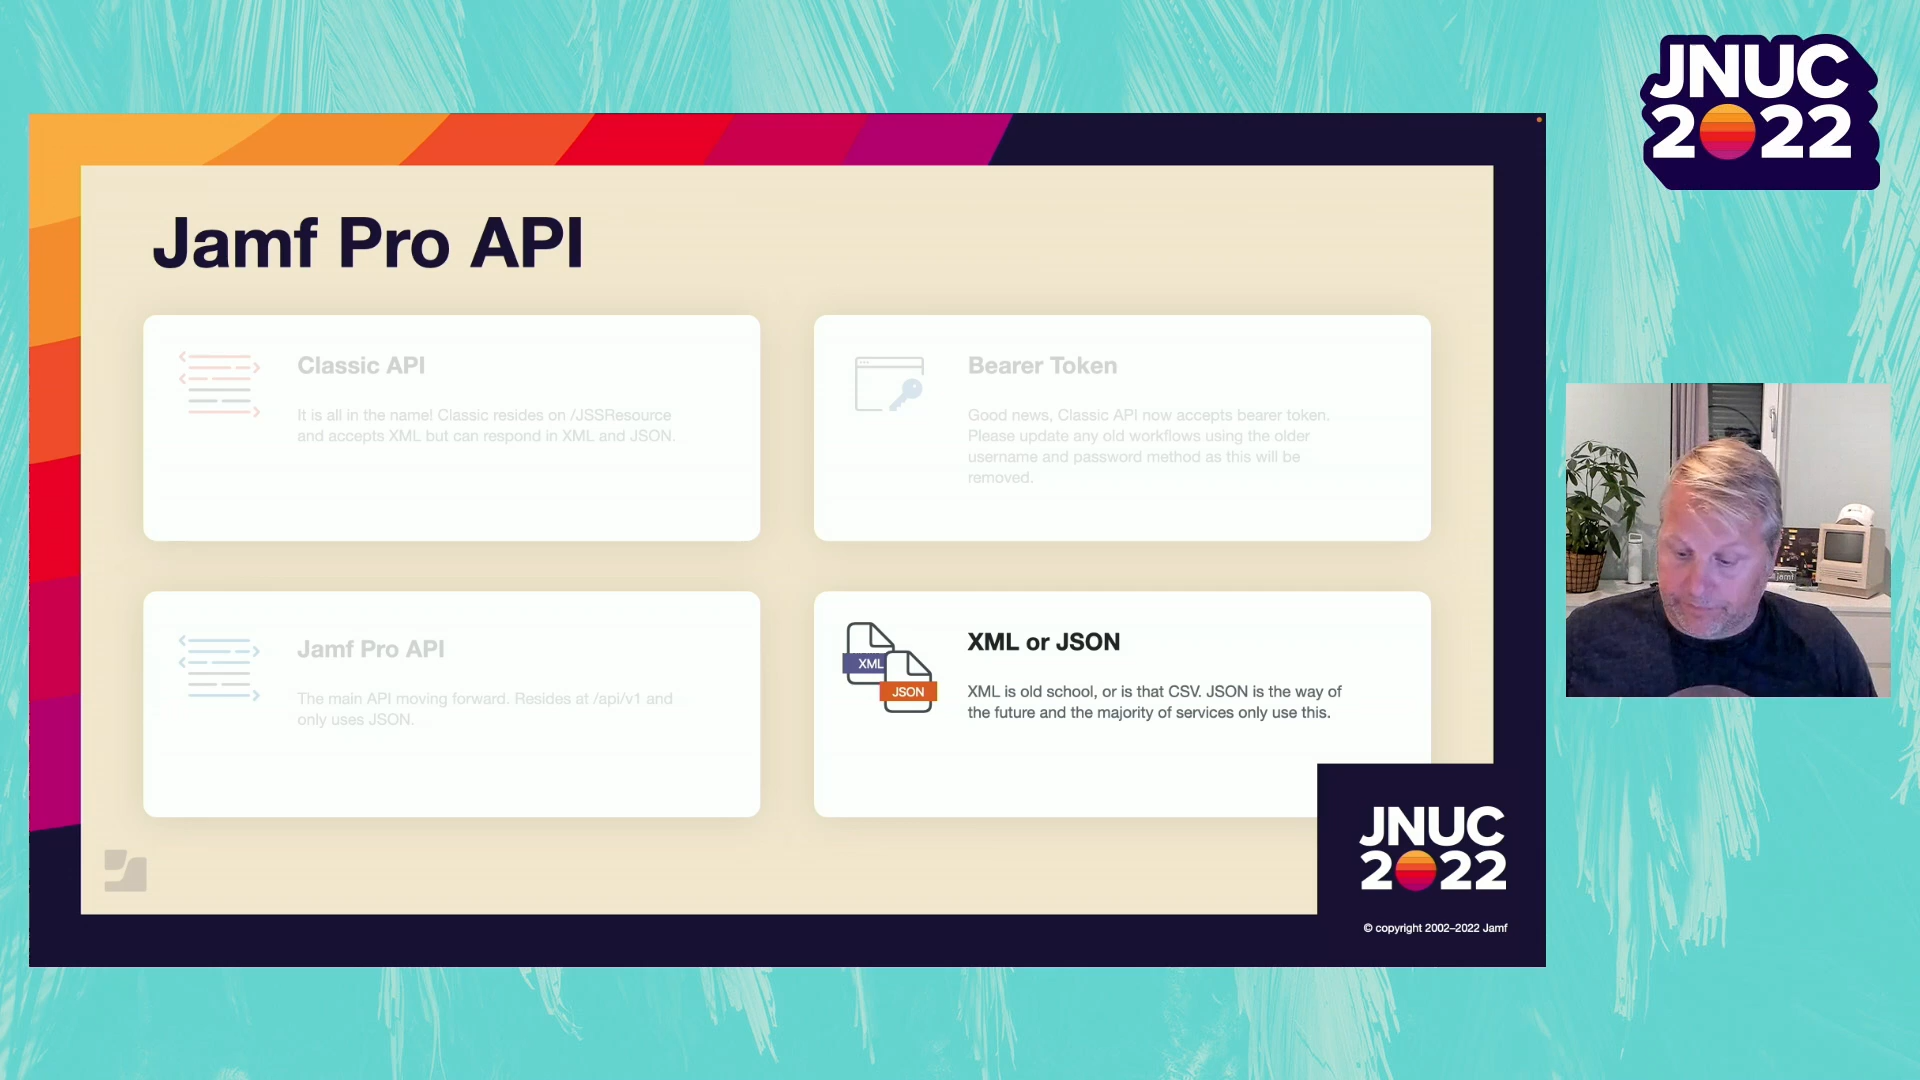 JNUC
2022
Jamf Pro API
Classic API
It is all in the name! Classic resides on /JSSResource
and accepts XML but can respond in XML and JSON.
Bearer Token
Good news, Classic API now accepts bearer token.
Please update any old workflows using the older
username and password method as this will be
removed.
Jamf Pro API
The main API moving forward. Resides at /api/v1 and
only uses JSON.
XML
JSON
XML or JSON
XML is old school, or is that CSV. JSON is the way of
the future and the majority of services only use this.
jamf
JNUC
2022
© copyright 2002–2022 Jamf